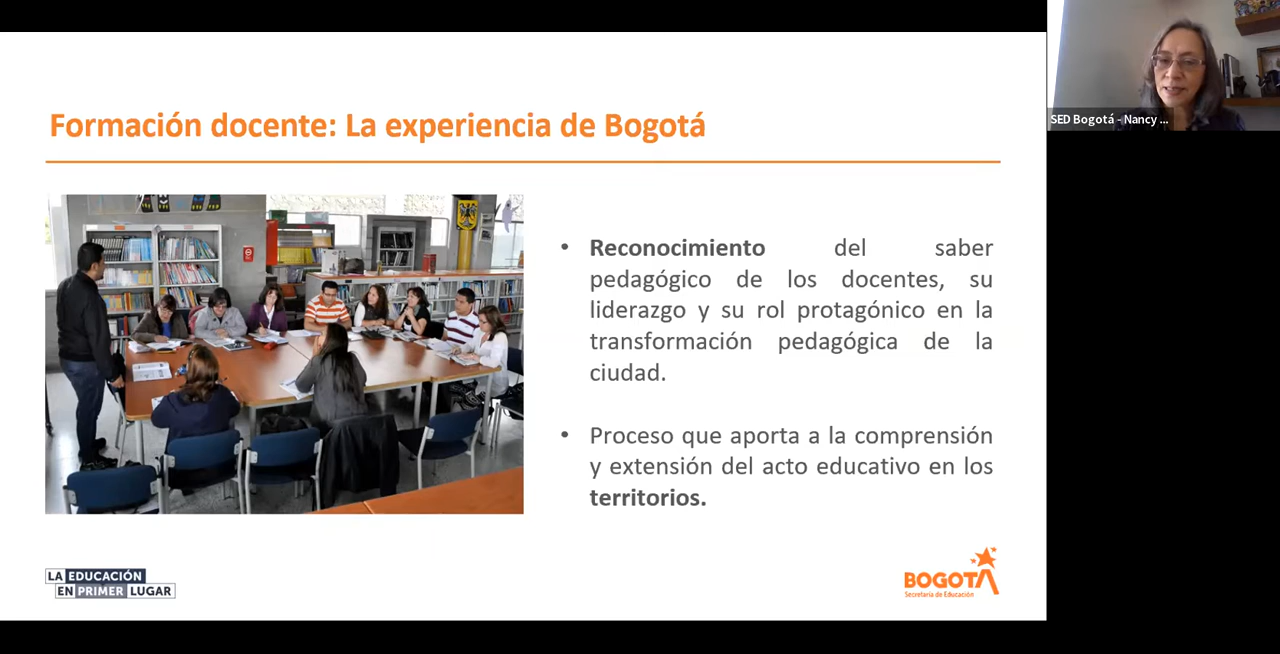 Formación docente: La experiencia de Bogotá
SED Bogotá - Nancy ...
• Reconocimiento del saber
pedagógico de los docentes, su
liderazgo y su rol protagónico en la
transformación pedagógica de la
ciudad.
• Proceso que aporta a la comprensión
y extensión del acto educativo en los
territorios.
LA EDUCACIÓN
EN PRIMER LUGAR
BOGOTÁ
Secretaría de Educación